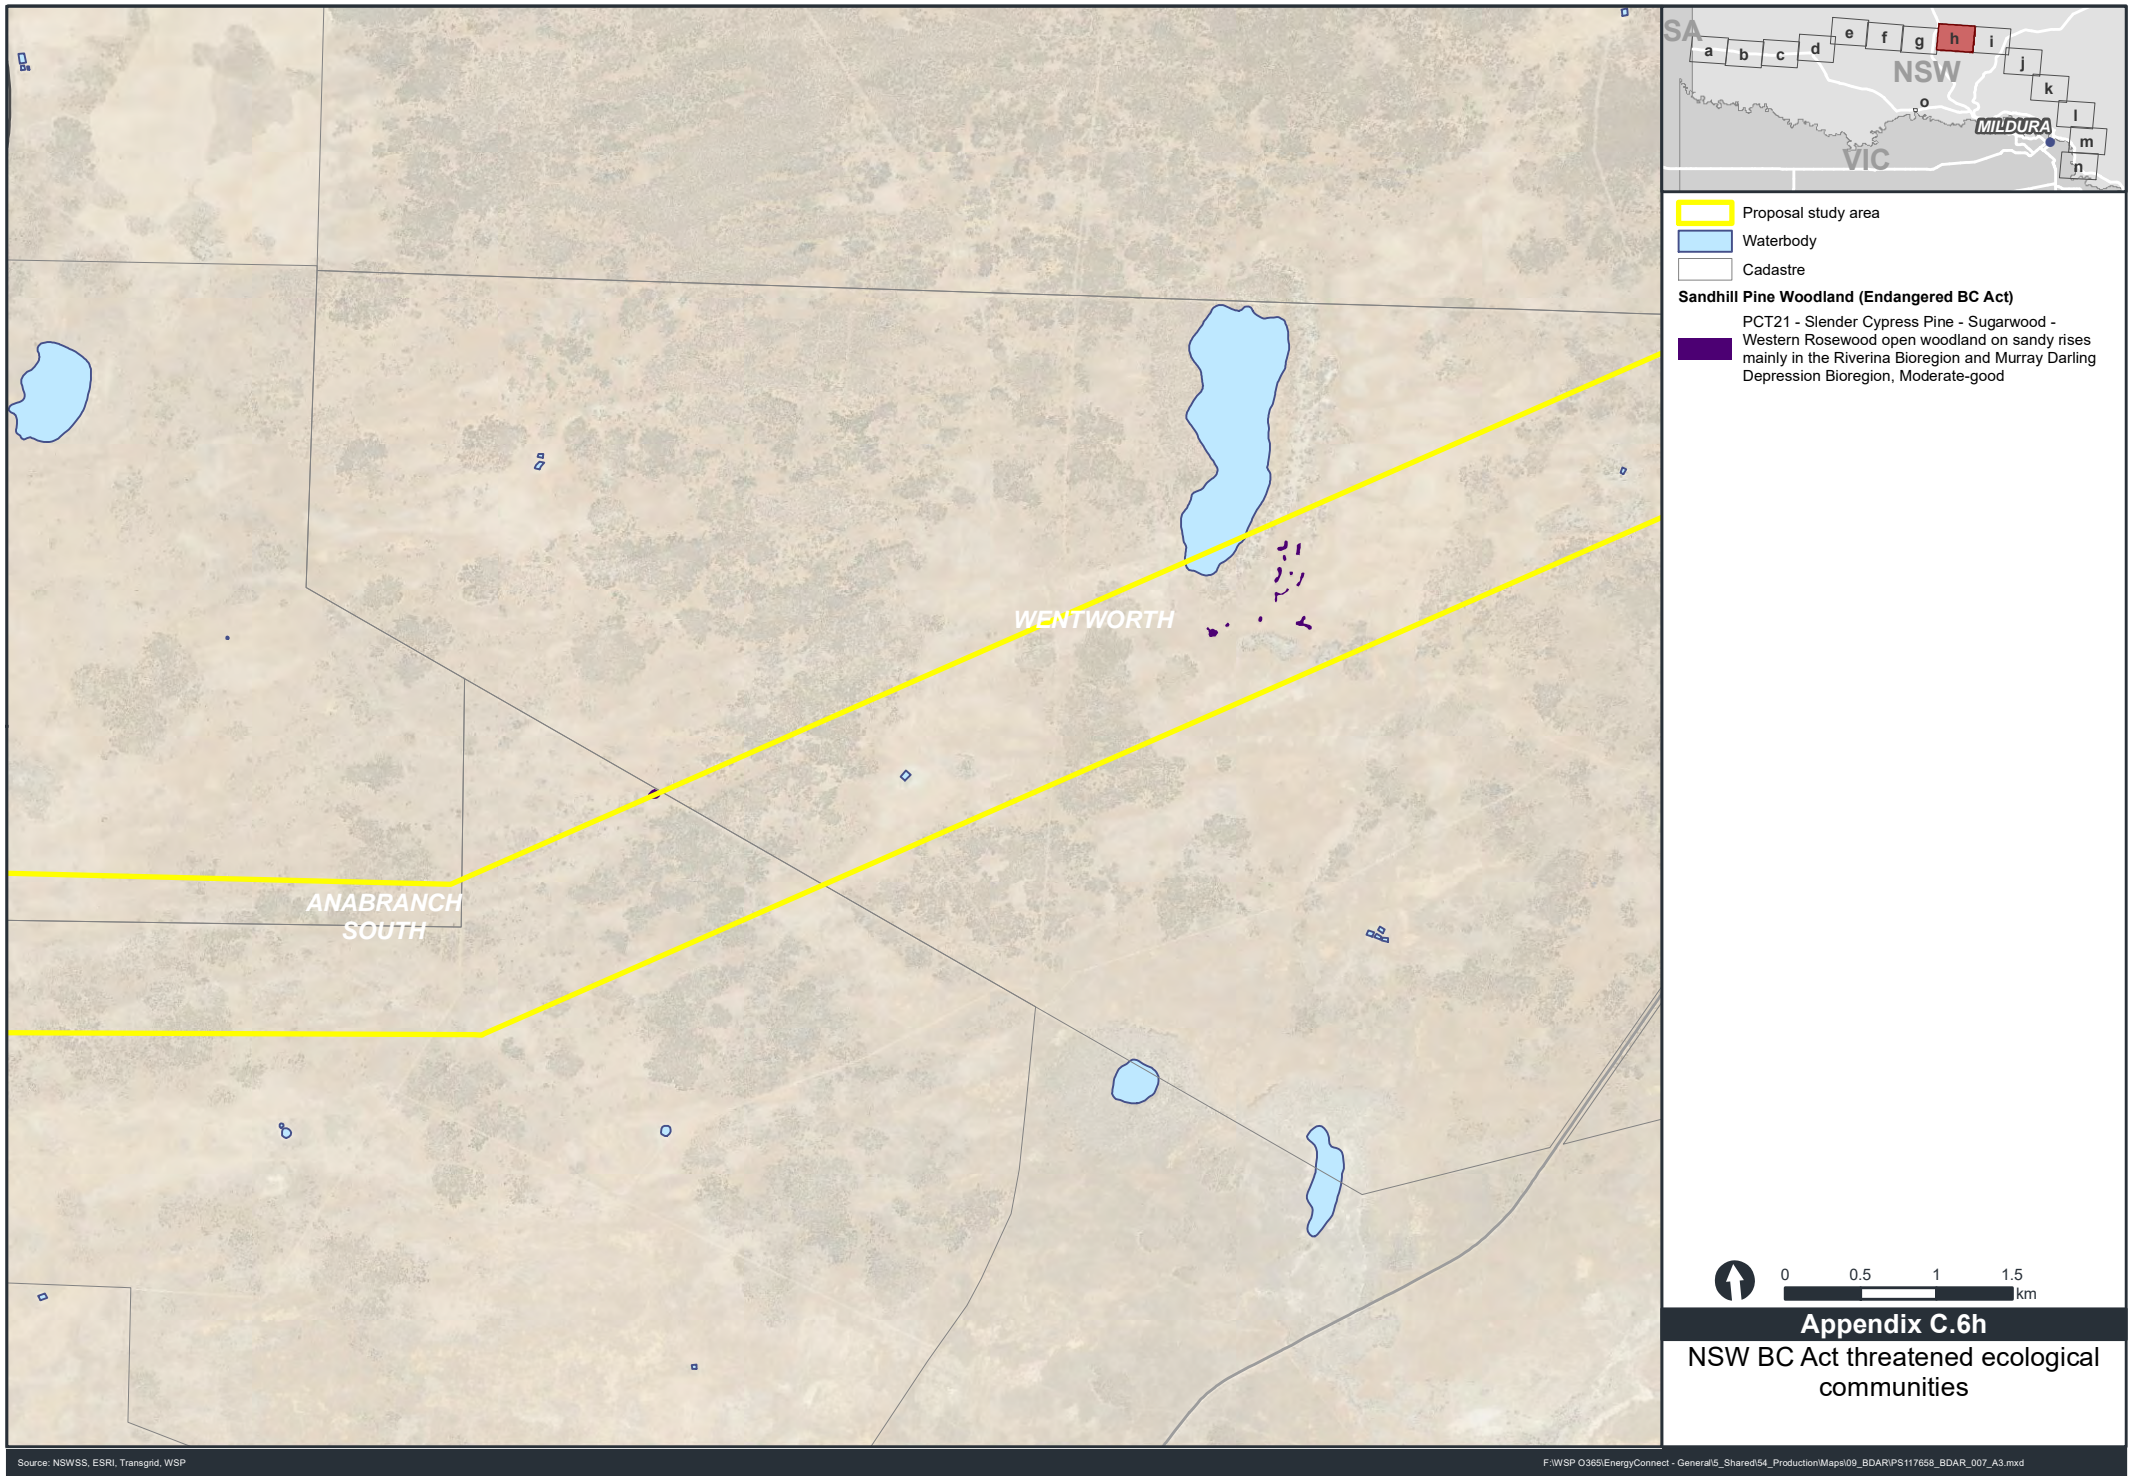 WENTWORTH
ANABRANCH
SOUTH
SA
a
b
c
d
e
f
g
h
i
j
k
l
m
n
o
NSW
MILDURA
VIC
Proposal study area
Waterbody
Cadastre
Sandhill Pine Woodland (Endangered BC Act)
PCT21 - Slender Cypress Pine - Sugarwood -
Western Rosewood open woodland on sandy rises
mainly in the Riverina Bioregion and Murray Darling
Depression Bioregion, Moderate-good
0 0.5 1 1.5
km
Appendix C.6h
NSW BC Act threatened ecological
communities
Source: NSWSS, ESRI, Transgrid, WSP
F:\WSP O365\EnergyConnect - General\5_Shared\54_Production\Maps\09_BDAR\PS117658_BDAR_007_A3.mxd